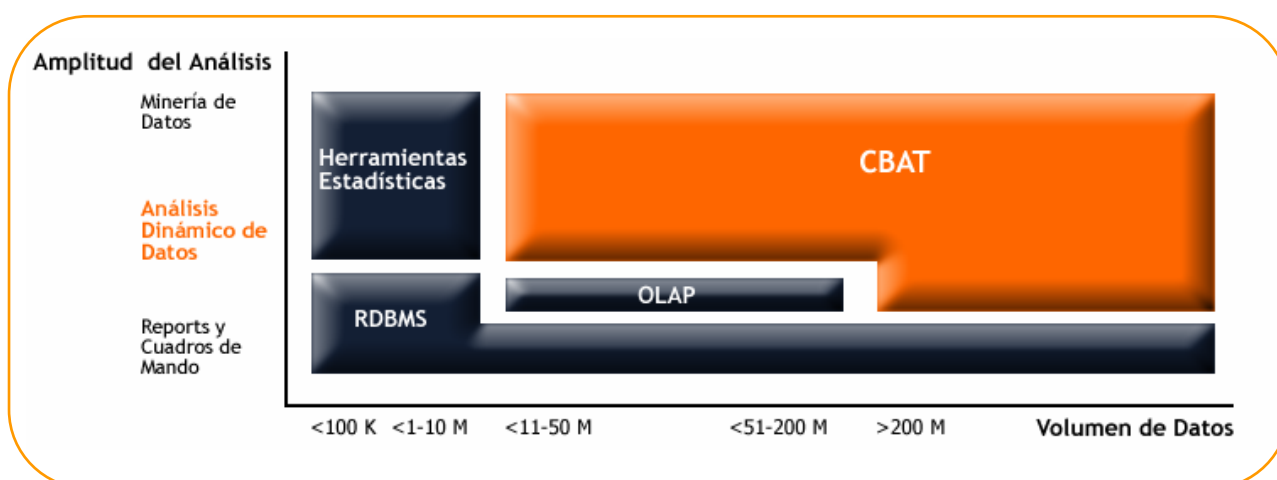 Amplitud del Análisis
Minería de
Datos
Herramientas
Estadísticas
CBAT
Análisis
Dinámico de
Datos
OLAP
RDBMS
Reports y
Cuadros de
Mando
<100 K <1-10 M <11-50 M <51-200 M >200 M Volumen de Datos